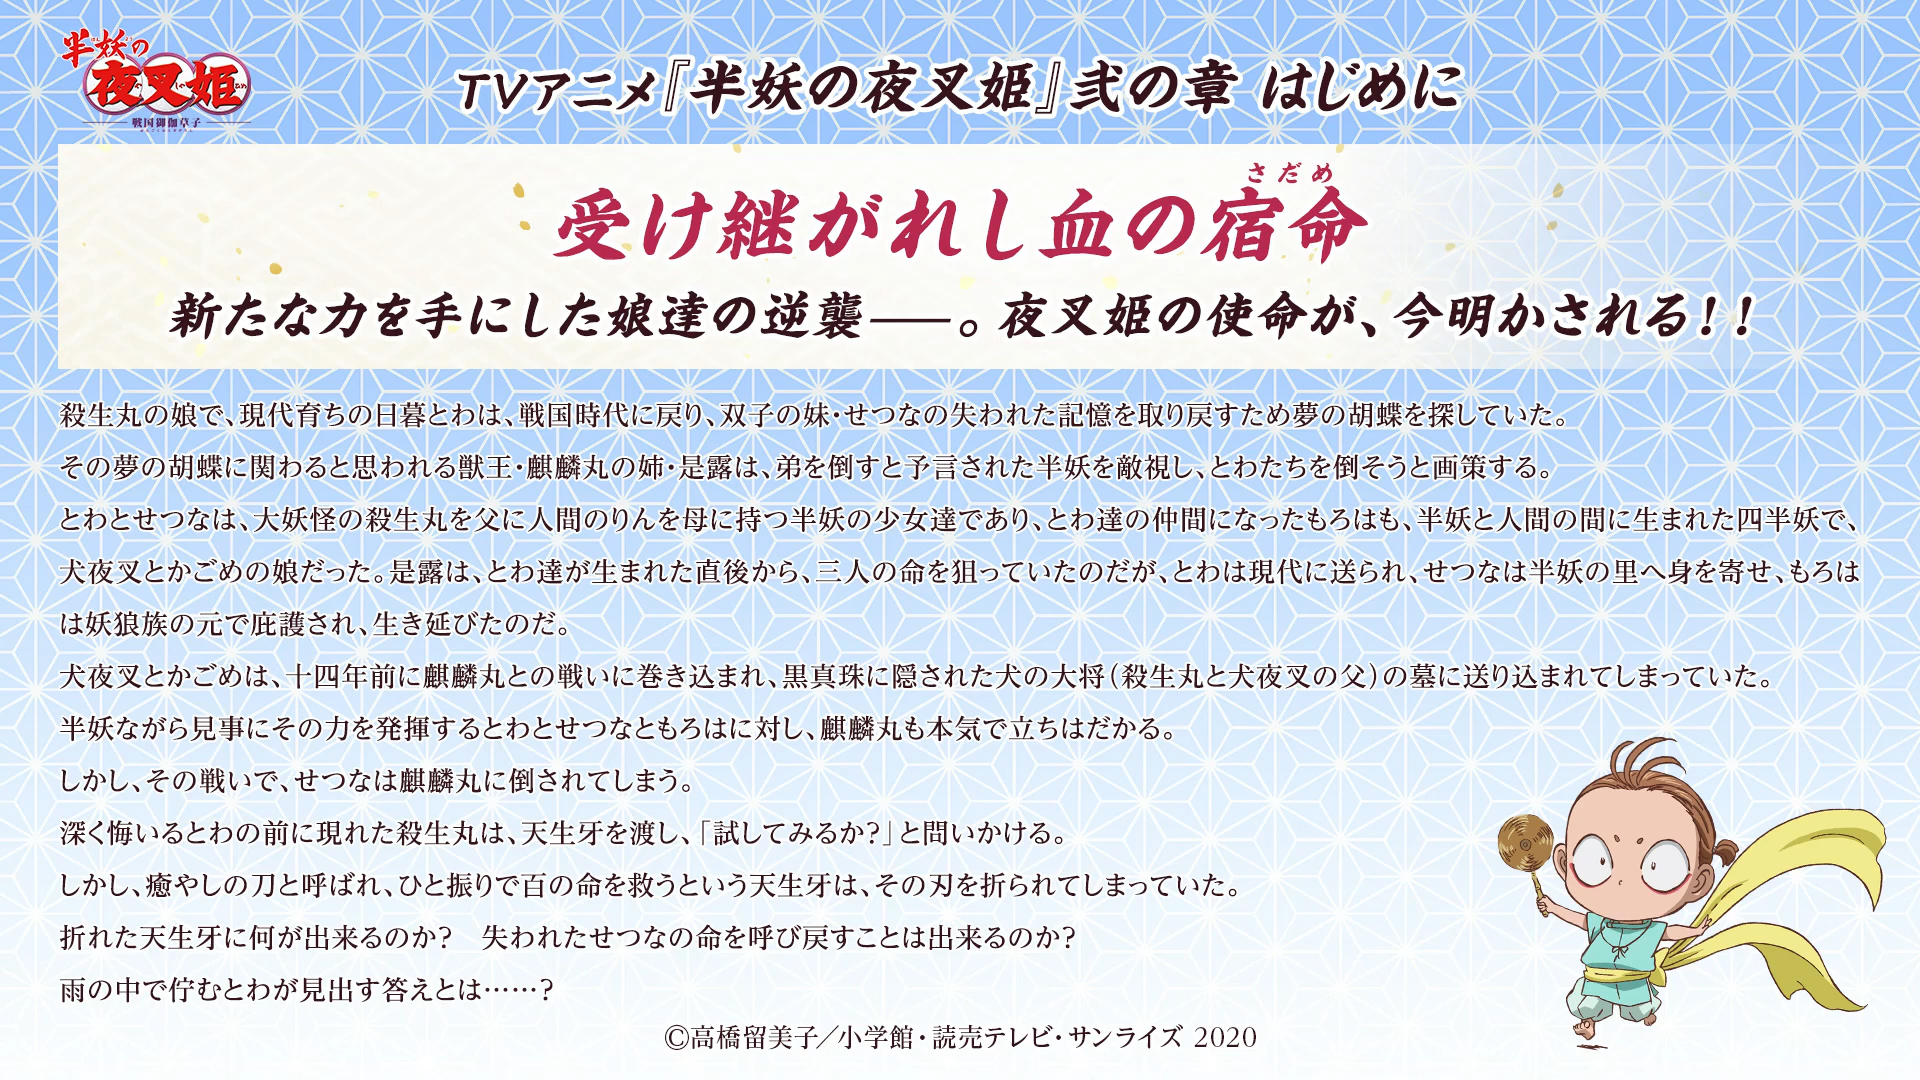 半妖の
夜叉姫
戦国御伽草子
TVアニメ『半妖の夜叉姫』弐の章 はじめに
さだめ
受け継がれし血の宿命
新たな力を手にした娘達の逆襲――。夜叉姫の使命が、今明かされる！！
殺生丸の娘で、現代育ちの日暮とわは、戦国時代に戻り、双子の妹・せつなの失われた記憶を取り戻すため夢の胡蝶を探していた。
その夢の胡蝶に関わると思われる獣王・麒麟丸の姉・是露は、弟を倒すと予言された半妖を敵視し、とわたちを倒そうと画策する。
とわとせつなは、大妖怪の殺生丸を父に人間のりんを母に持つ半妖の少女達であり、とわ達の仲間になったもろはも、半妖と人間の間に生まれた四半妖で、
犬夜叉とかごめの娘だった。是露は、とわ達が生まれた直後から、三人の命を狙っていたのだが、とわは現代に送られ、せつなは半妖の里へ身を寄せ、もろは
は妖狼族の元で庇護され、生き延びたのだ。
犬夜叉とかごめは、十四年前に麒麟丸との戦いに巻き込まれ、黒真珠に隠された犬の大将（殺生丸と犬夜叉の父）の墓に送り込まれてしまっていた。
半妖ながら見事にその力を発揮するとわとせつなともろはに対し、麒麟丸も本気で立ちはだかる。
しかし、その戦いで、せつなは麒麟丸に倒されてしまう。
深く悔いるとわの前に現れた殺生丸は、天生牙を渡し、「試してみるか？」と問いかける。
しかし、癒やしの刀と呼ばれ、ひと振りで百の命を救うという天生牙は、その刃を折られてしまっていた。
折れた天生牙に何が出来るのか？　失われたせつなの命を呼び戻すことは出来るのか？
雨の中で佇むとわが見出す答えとは……？
©高橋留美子／小学館・読売テレビ・サンライズ 2020